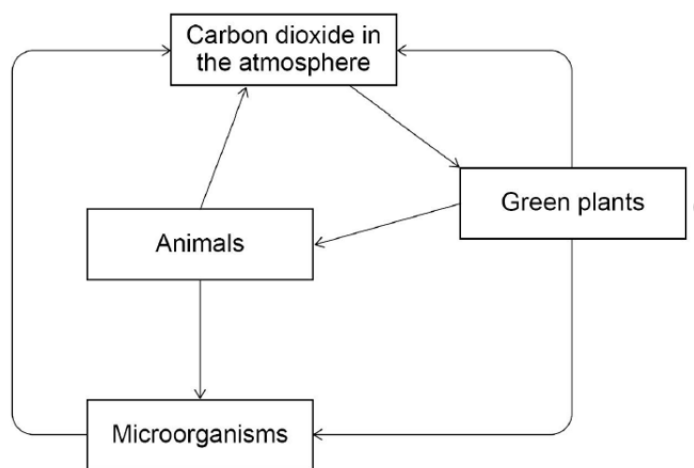 Carbon dioxide in
the atmosphere
Green plants
Animals
Microorganisms